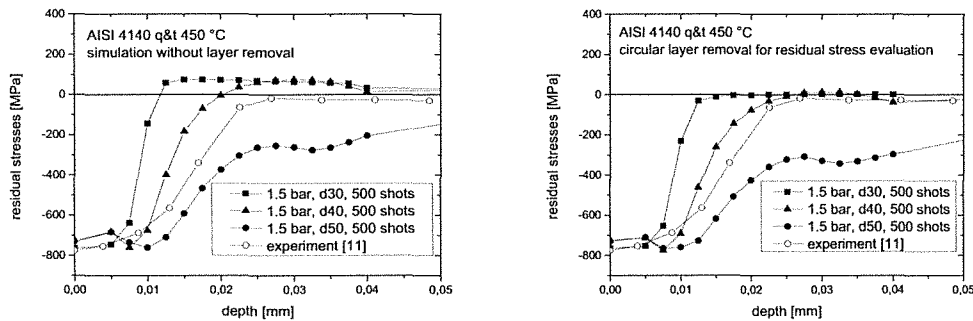 AISI 4140 q&t 450 °C
simulation without layer removal
residual stresses [MPa]
400
200
0
-200
-400
-600
-800
1.5 bar, d30, 500 shots
1.5 bar, d40, 500 shots
1.5 bar, d50, 500 shots
experiment [11]
0,00 0,01 0,02 0,03 0,04 0,05
depth [mm]
AISI 4140 q&t 450 °C
circular layer removal for residual stress evaluation
residual stresses [MPa]
400
200
0
-200
-400
-600
-800
1.5 bar, d30, 500 shots
1.5 bar, d40, 500 shots
1.5 bar, d50, 500 shots
experiment [11]
0,00 0,01 0,02 0,03 0,04 0,05
depth [mm]